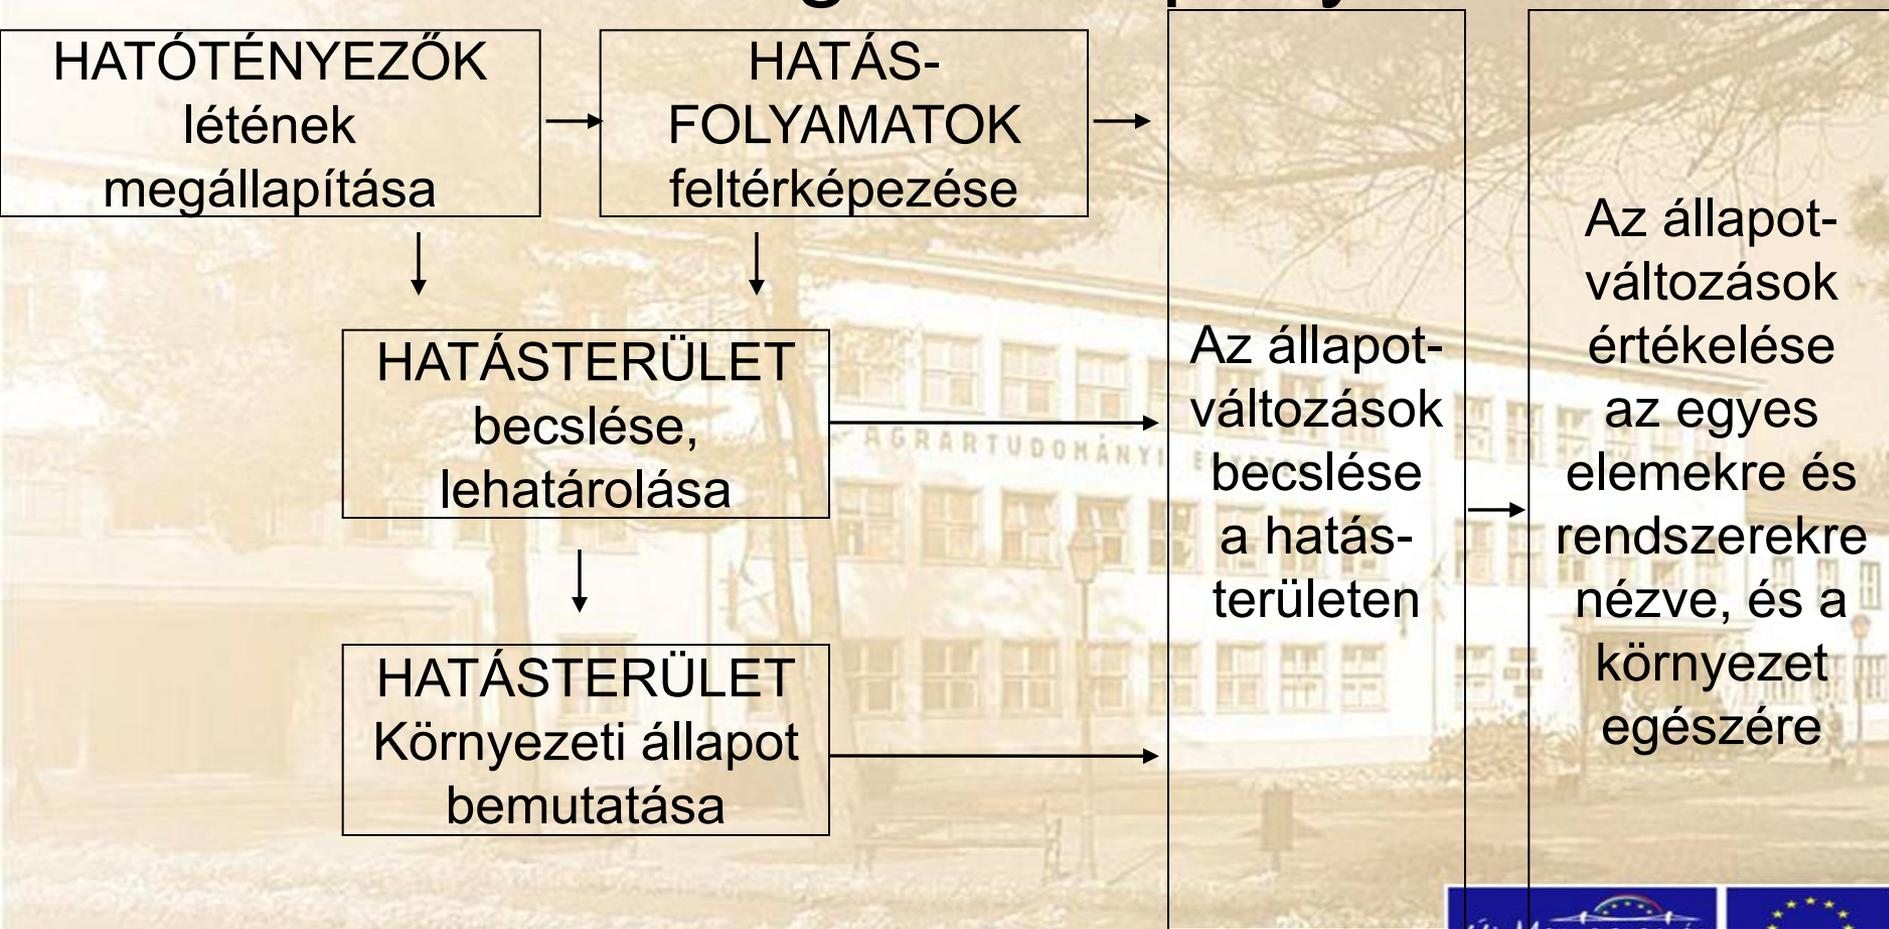 HATÓTÉNYEZŐK
létének
megállapítása
HATÁS-
FOLYAMATOK
feltérképezése
HATÁSTERÜLET
becslése,
lehatárolása
HATÁSTERÜLET
Környezeti állapot
bemutatása
Az állapot-
változások
becslése
a hatás-
területen
Az állapot-
változások
értékelése
az egyes
elemekre és
rendszerekre
nézve, és a
környezet
egészére
AGRÁRTUDOMÁNYI